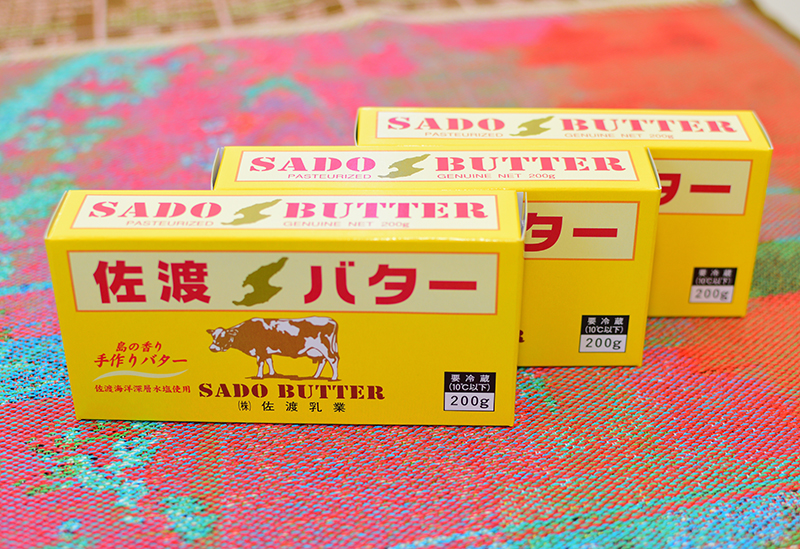 SADO BUTTER
PASTEURIZED GENUINE NET 200g
SADO BUTTER
PASTEURIZED GENUINE NET 200g
ター
要冷蔵
(10℃以下)
200g
SADO BUTTER
PASTEURIZED GENUINE NET 200g
ター
要冷蔵
(10℃以下)
200g
佐渡 バター
島の香り
手作りバター
佐渡海洋深層水塩使用
SADO BUTTER
(株)佐渡乳業
要冷蔵
(10℃以下)
200g